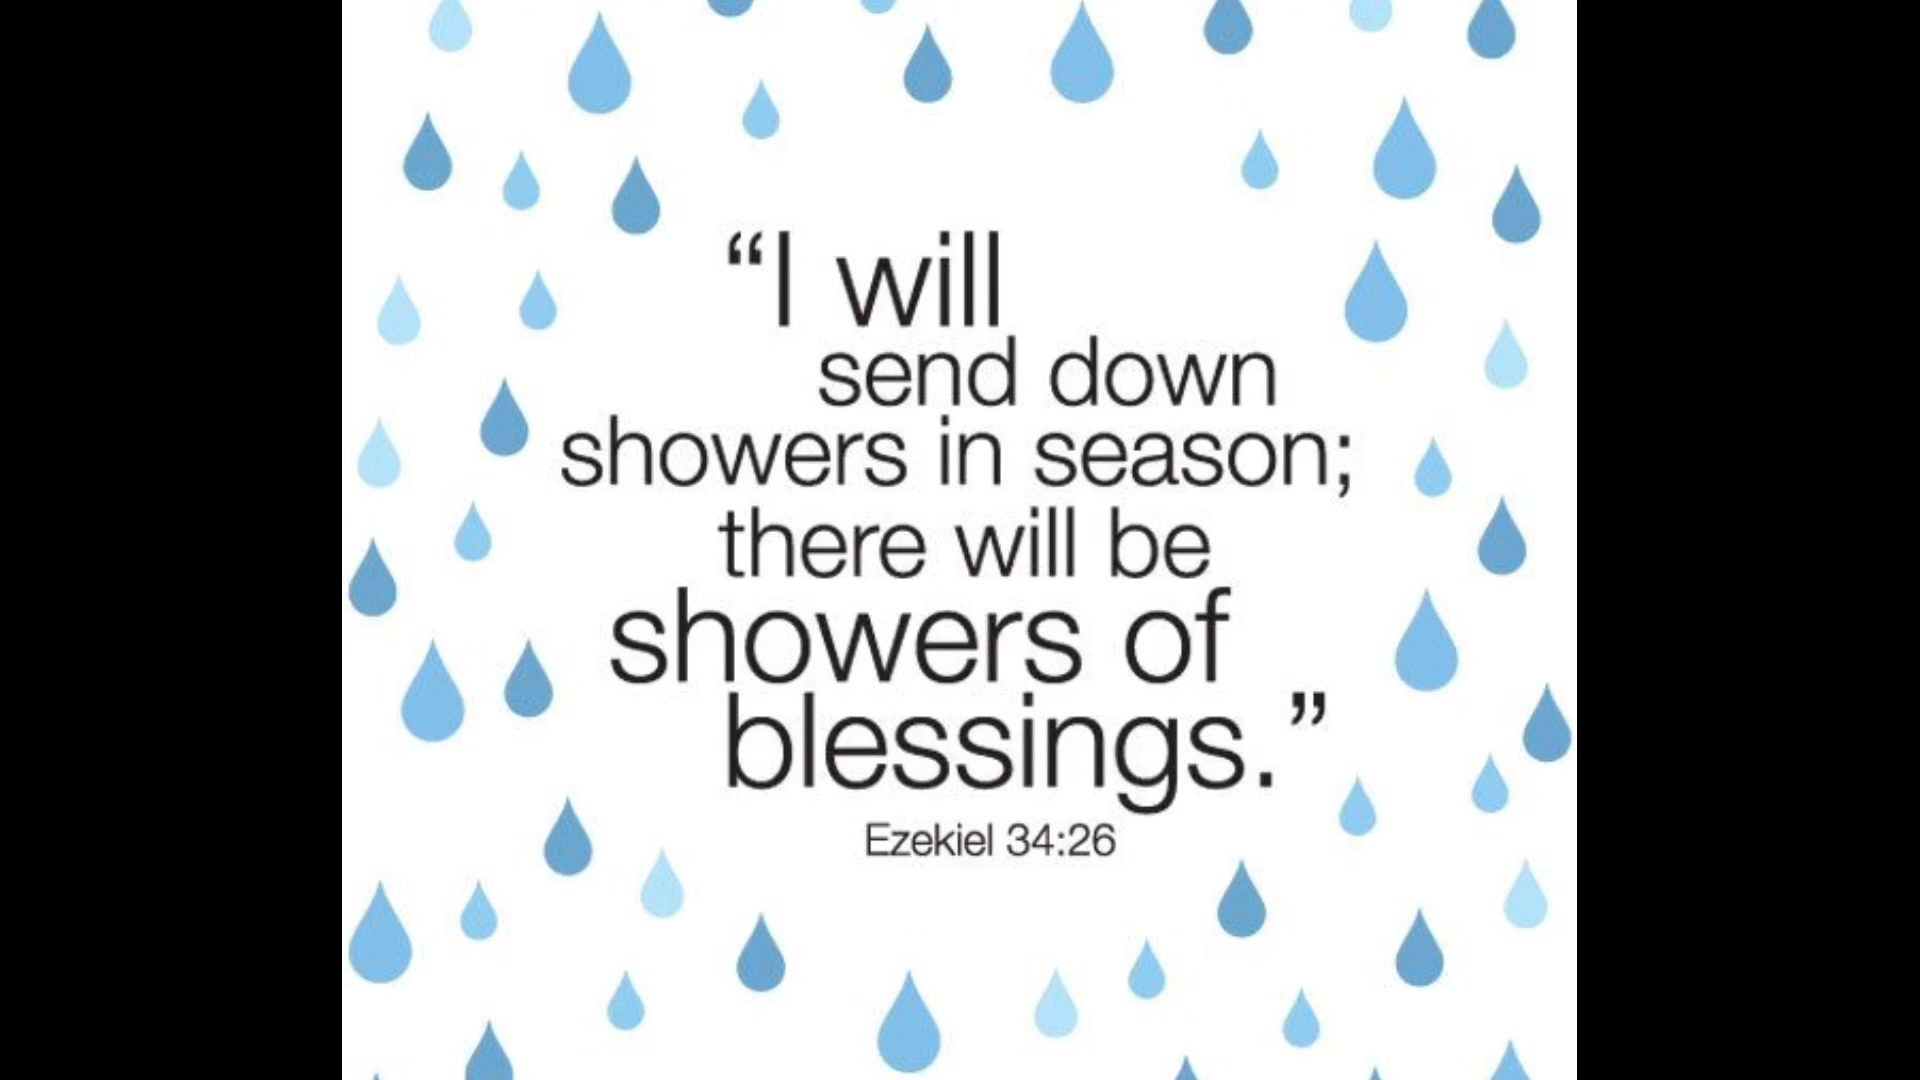 “I will
send down
showers in season;
there will be
showers of
blessings.”
Ezekiel 34:26